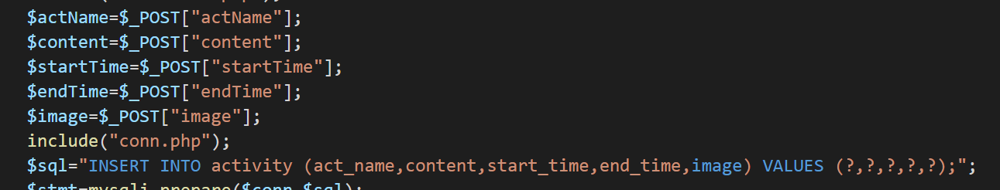 $actName=$_POST["actName"];
$content=$_POST["content"];
$startTime=$_POST["startTime"];
$endTime=$_POST["endTime"];
$image=$_POST["image"];
include("conn.php");
$sql="INSERT INTO activity (act_name,content,start_time,end_time,image) VALUES (?,?,?,?,?);";
$stmt=mysqli_prepare($conn,$sql);